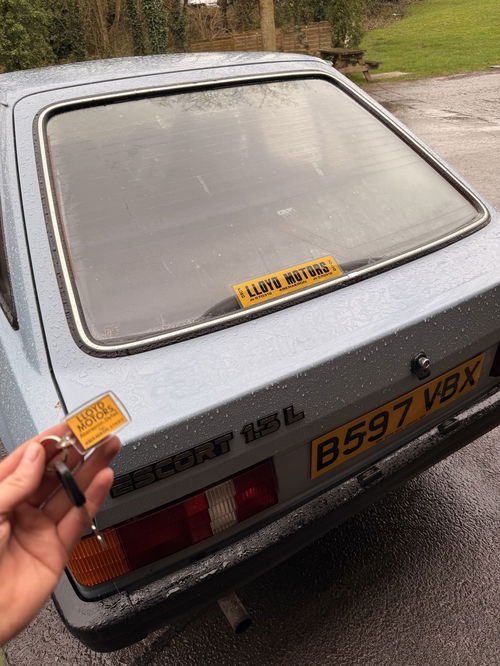 LLOYD MOTORS
LLOYD
MOTORS
ESCORT 1.3 L
B597 VBX